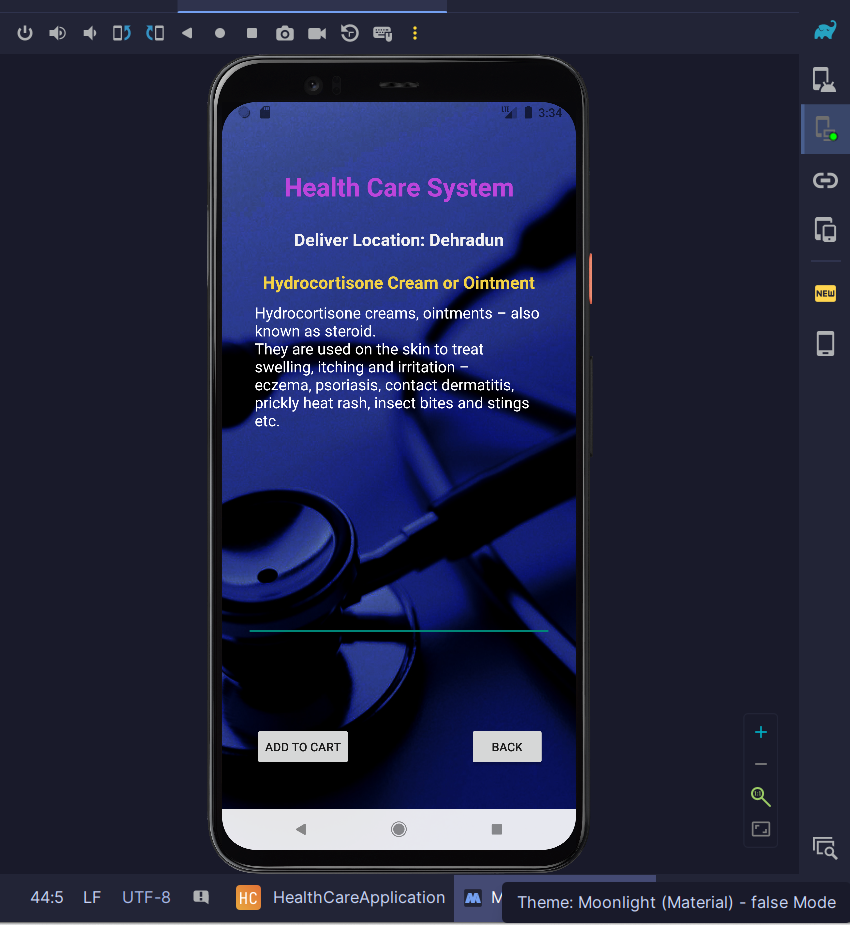 3:34
NEW
Health Care System
Deliver Location: Dehradun
Hydrocortisone Cream or Ointment
Hydrocortisone creams, ointments – also
known as steroid.
They are used on the skin to treat
swelling, itching and irritation –
eczema, psoriasis, contact dermatitis,
prickly heat rash, insect bites and stings
etc.
ADD TO CART
BACK
44:5
LF
UTF-8
HC
HealthCareApplication
M
Theme: Moonlight (Material) - false Mode